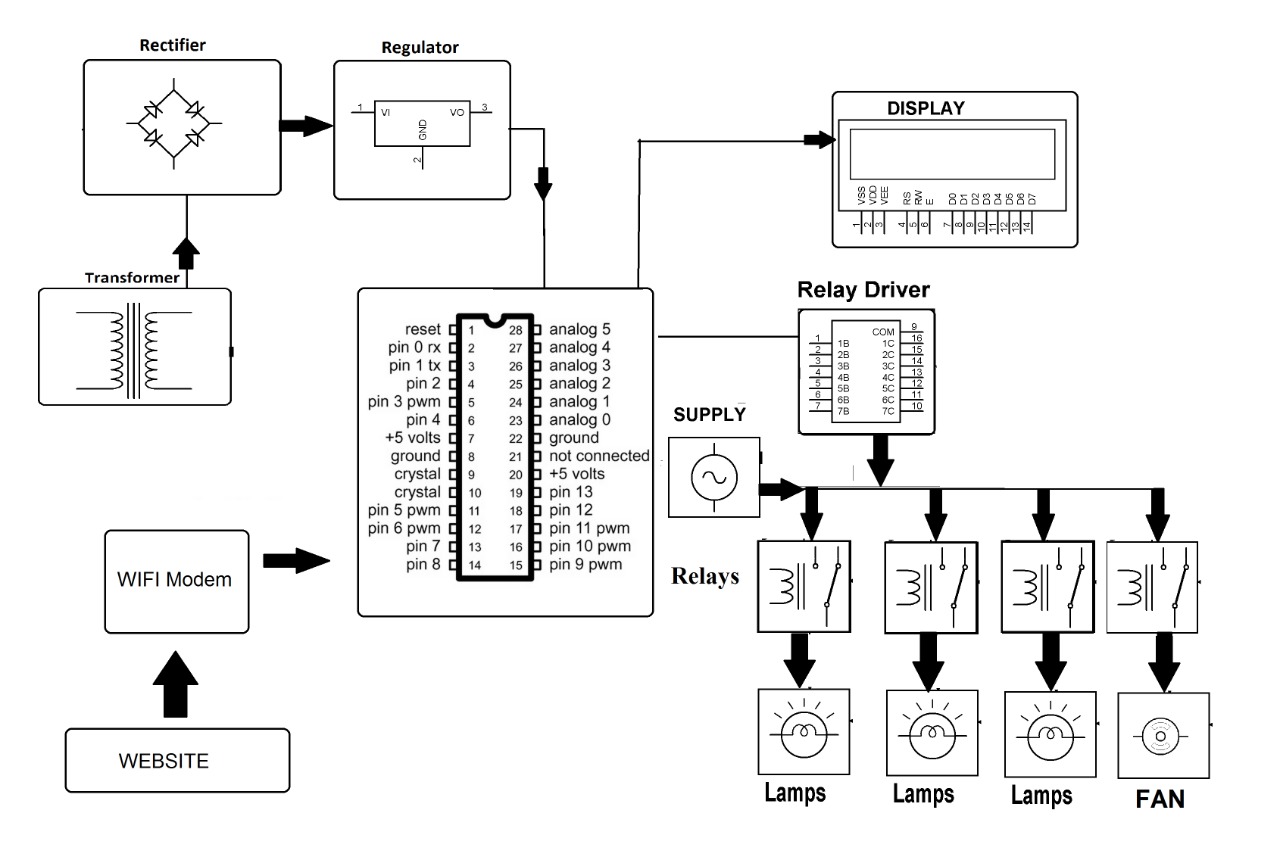 Rectifier
Regulator
1 VI VO 3
GND
2
DISPLAY
VSS VDD VEE RS RW E D0 D1 D2 D3 D4 D5 D6 D7
1 2 3 4 5 6 7 8 9 10 11 12 13 14
Transformer
Relay Driver
COM 9
1 1B 1C 16
2 2B 2C 15
3 3B 3C 14
4 4B 4C 13
5 5B 5C 12
6 6B 6C 11
7 7B 7C 10
reset 1 28 analog 5
pin 0 rx 2 27 analog 4
pin 1 tx 3 26 analog 3
pin 2 4 25 analog 2
pin 3 pwm 5 24 analog 1
pin 4 6 23 analog 0
+5 volts 7 22 ground
ground 8 21 not connected
crystal 9 20 +5 volts
crystal 10 19 pin 13
pin 5 pwm 11 18 pin 12
pin 6 pwm 12 17 pin 11 pwm
pin 7 13 16 pin 10 pwm
pin 8 14 15 pin 9 pwm
SUPPLY
WIFI Modem
Relays
WEBSITE
Lamps
Lamps
Lamps
FAN